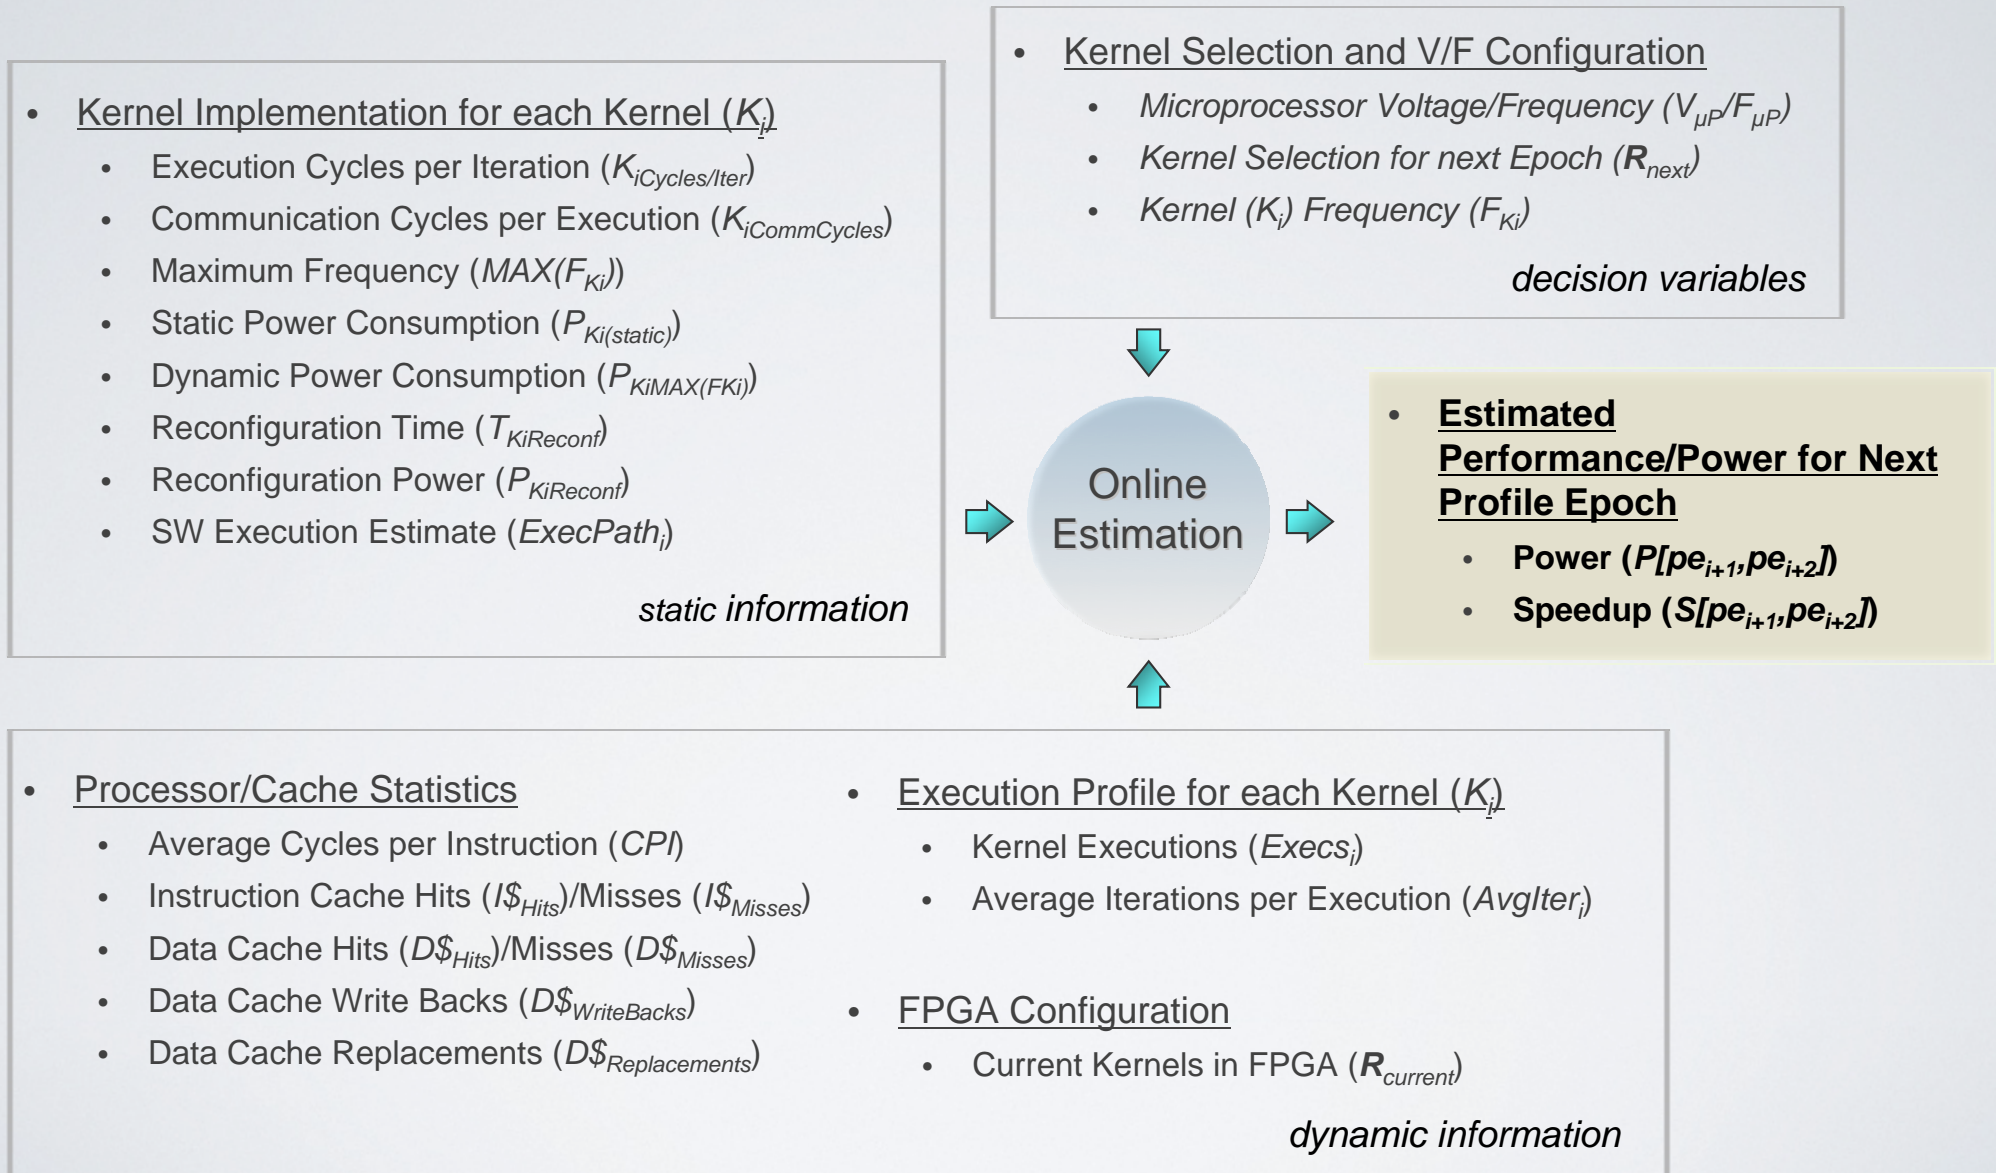 • Kernel Implementation for each Kernel (Ki)
• Execution Cycles per Iteration (KiCycles/Iter)
• Communication Cycles per Execution (KiCommCycles)
• Maximum Frequency (MAX(FKi))
• Static Power Consumption (PKi(static))
• Dynamic Power Consumption (PKiMAX(FKi))
• Reconfiguration Time (TKiReconf)
• Reconfiguration Power (PKiReconf)
• SW Execution Estimate (ExecPathi)
static information
• Kernel Selection and V/F Configuration
• Microprocessor Voltage/Frequency (VµP/FµP)
• Kernel Selection for next Epoch (Rnext)
• Kernel (Ki) Frequency (FKi)
decision variables
Online
Estimation
• Estimated
Performance/Power for Next
Profile Epoch
• Power (P[pei+1,pei+2])
• Speedup (S[pei+1,pei+2])
• Processor/Cache Statistics
• Average Cycles per Instruction (CPI)
• Instruction Cache Hits (I$Hits)/Misses (I$Misses)
• Data Cache Hits (D$Hits)/Misses (D$Misses)
• Data Cache Write Backs (D$WriteBacks)
• Data Cache Replacements (D$Replacements)
• Execution Profile for each Kernel (Ki)
• Kernel Executions (Execsi)
• Average Iterations per Execution (AvgIteri)
• FPGA Configuration
• Current Kernels in FPGA (Rcurrent)
dynamic information